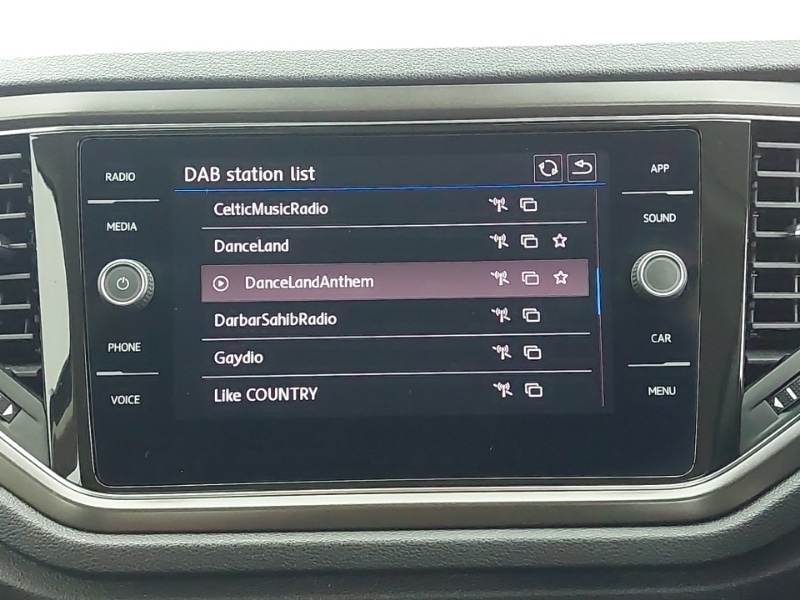 DAB station list
CelticMusicRadio
DanceLand
DanceLandAnthem
DarbarSahibRadio
Gaydio
Like COUNTRY
RADIO
MEDIA
PHONE
VOICE
APP
SOUND
CAR
MENU